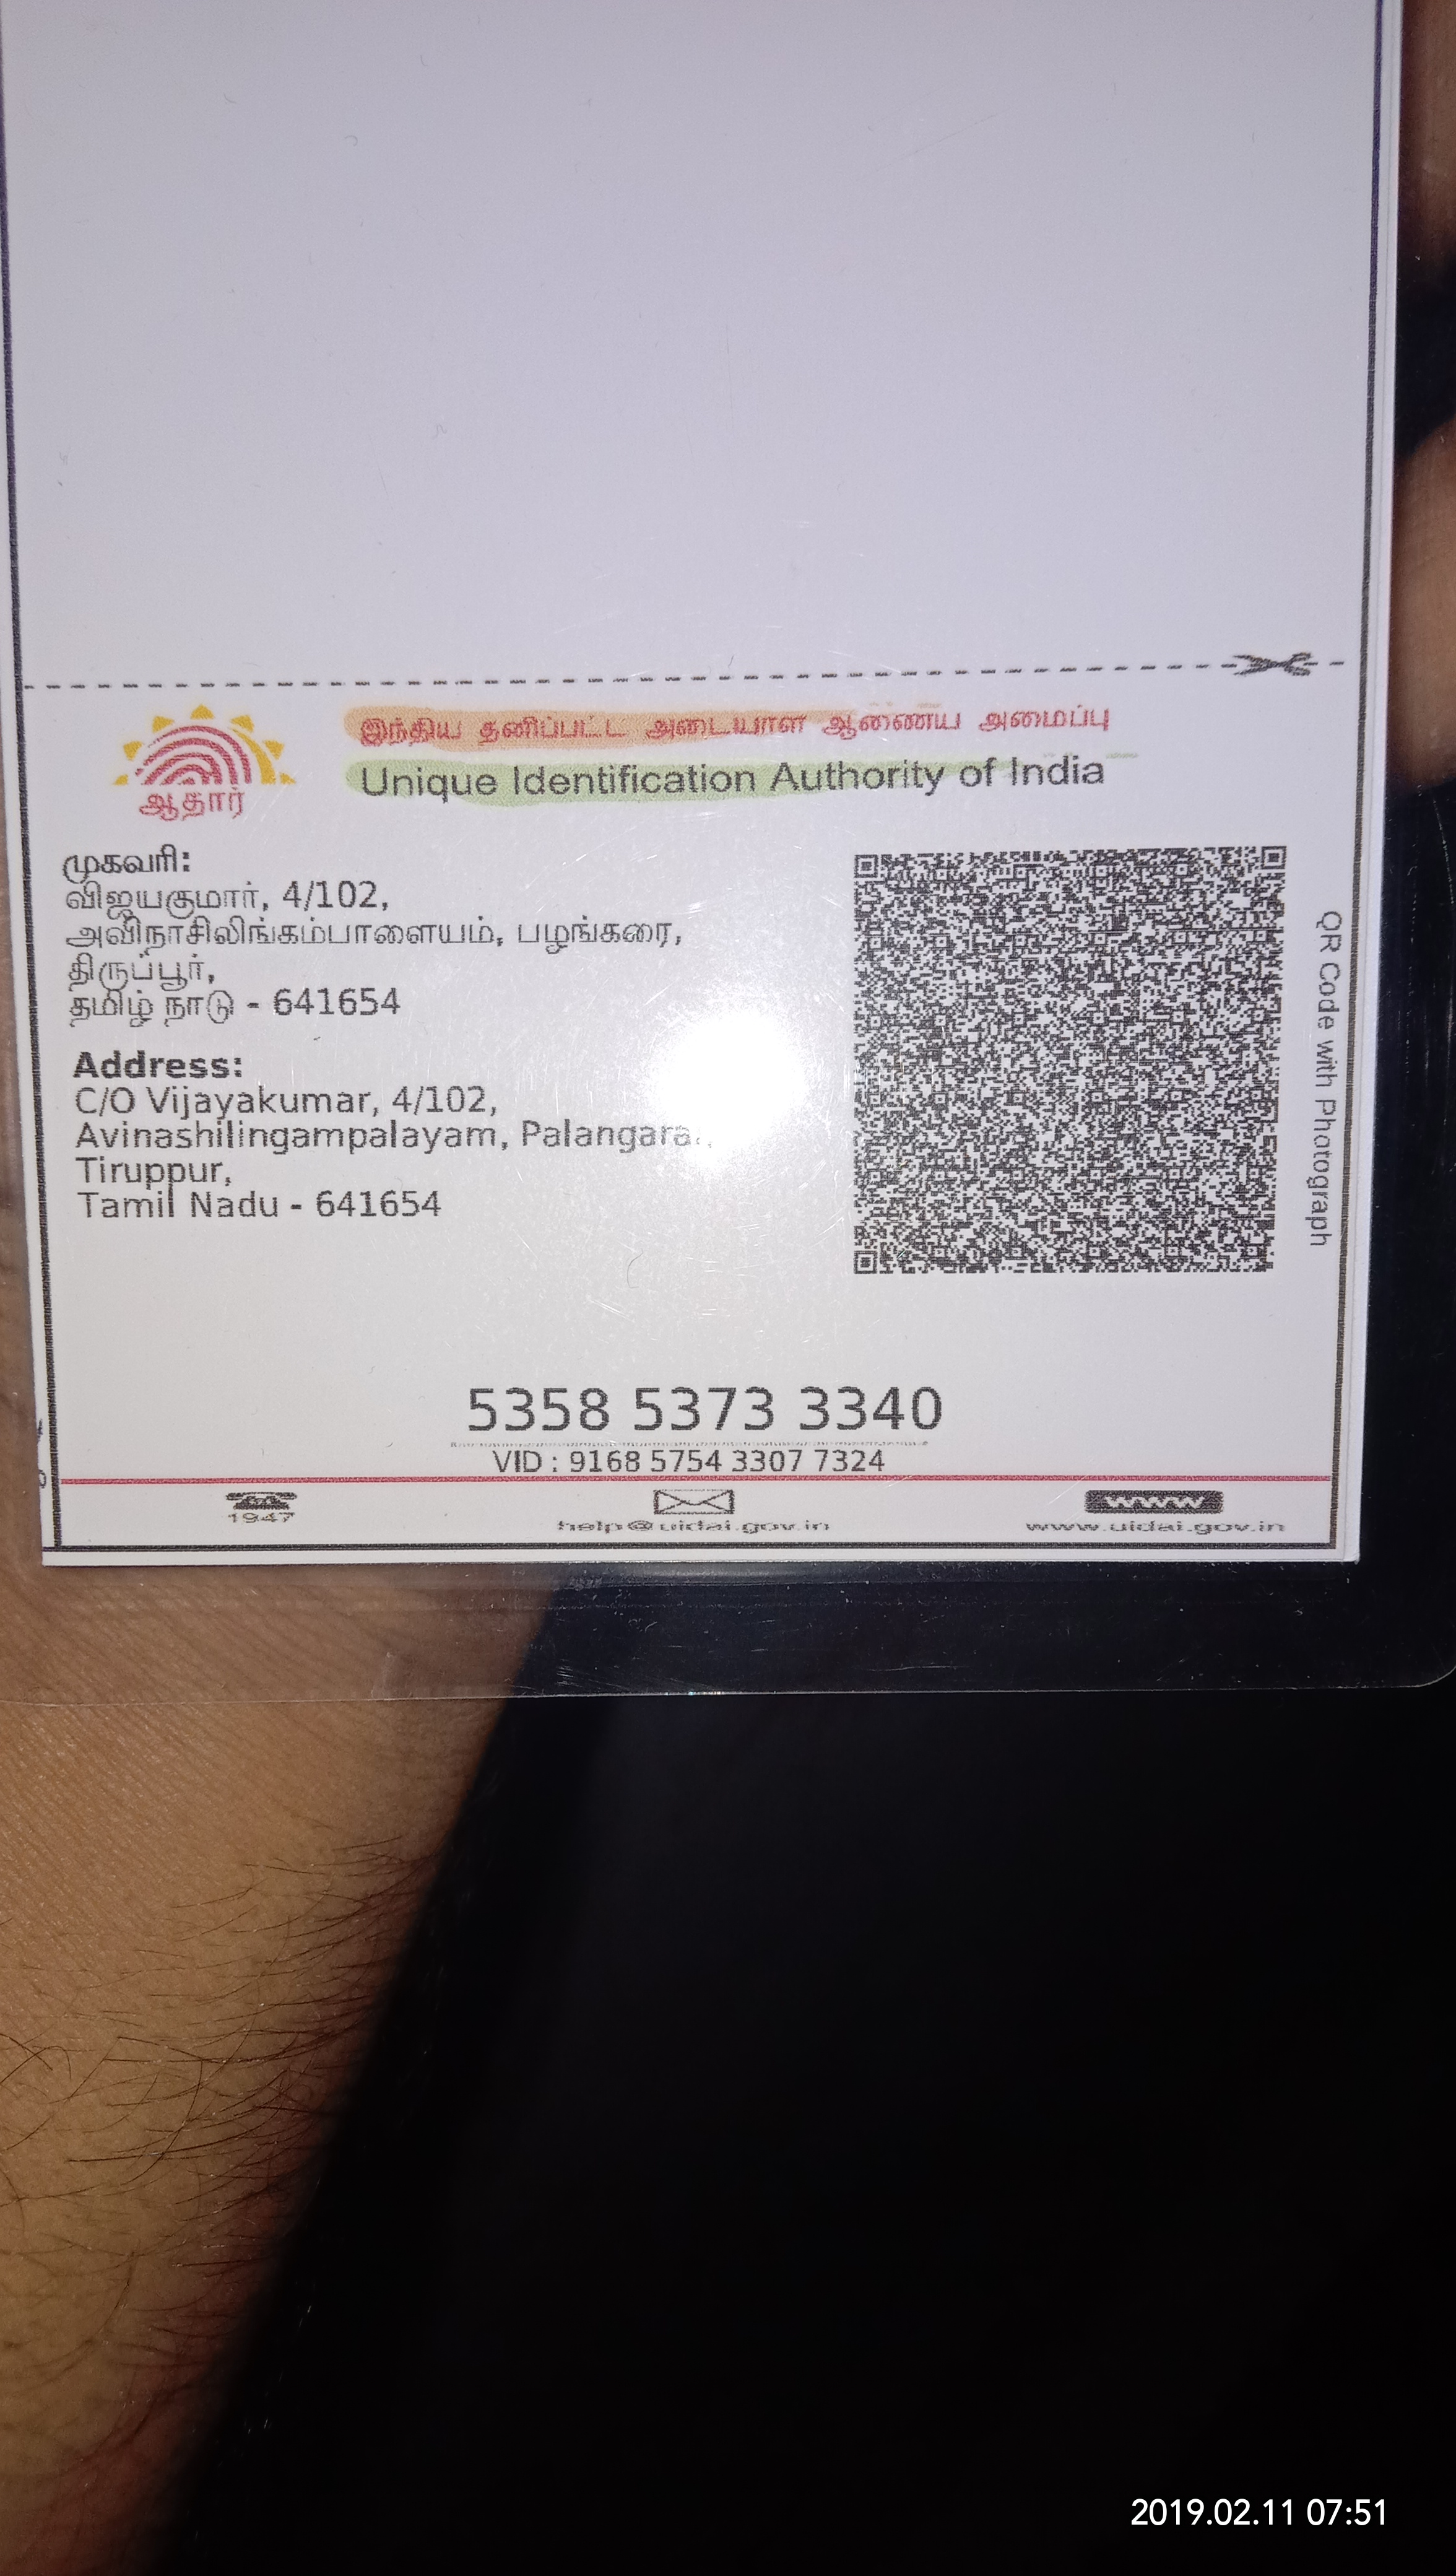 இந்திய தனிப்பட்ட அடையாள ஆணைய அமைப்பு
Unique Identification Authority of India
ஆதார்
முகவரி:
விஜயகுமார், 4/102,
அவிநாசிலிங்கம்பாளையம், பழங்கரை,
திருப்பூர்,
தமிழ் நாடு - 641654
Address:
C/O Vijayakumar, 4/102,
Avinashilingampalayam,
Tiruppur,
Tamil Nadu - 641654
QR Code with Photograph
5358 5373 3340
VID : 9168 5754 3307 7324
1947
help@uidai.gov.in
www
www.uidai.gov.in
2019.02.11 07:51